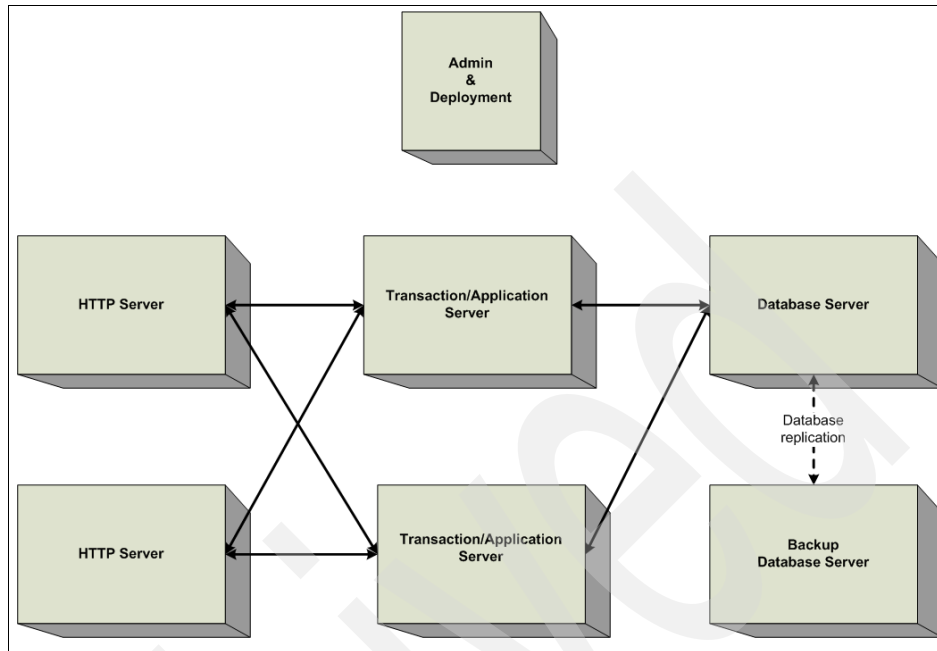 Admin
&
Deployment
HTTP Server
Transaction/Application
Server
Database Server
Database
replication
HTTP Server
Transaction/Application
Server
Backup
Database Server